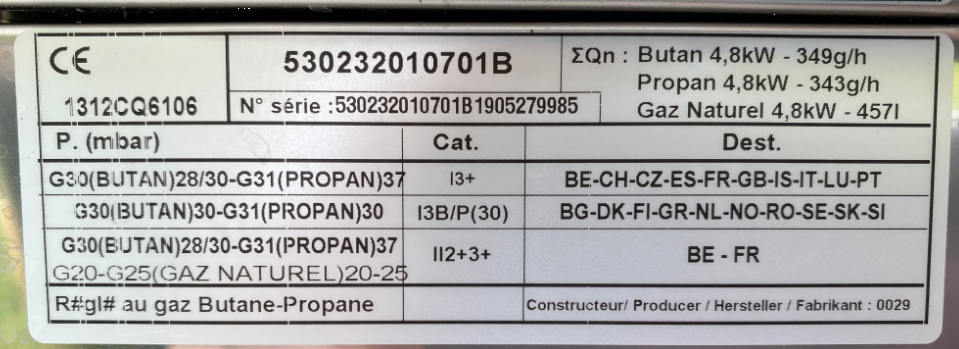 CE
1312CQ6106
530232010701B
N° série :530232010701B1905279985
ΣQn : Butan 4,8kW - 349g/h
Propan 4,8kW - 343g/h
Gaz Naturel 4,8kW - 457l
P. (mbar) Cat. Dest.
G30(BUTAN)28/30-G31(PROPAN)37 I3+ BE-CH-CZ-ES-FR-GB-IS-IT-LU-PT
G30(BUTAN)30-G31(PROPAN)30 I3B/P(30) BG-DK-FI-GR-NL-NO-RO-SE-SK-SI
G30(BUTAN)28/30-G31(PROPAN)37
G20-G25(GAZ NATUREL)20-25 II2+3+ BE - FR
R#gl# au gaz Butane-Propane Constructeur/ Producer / Hersteller / Fabrikant : 0029